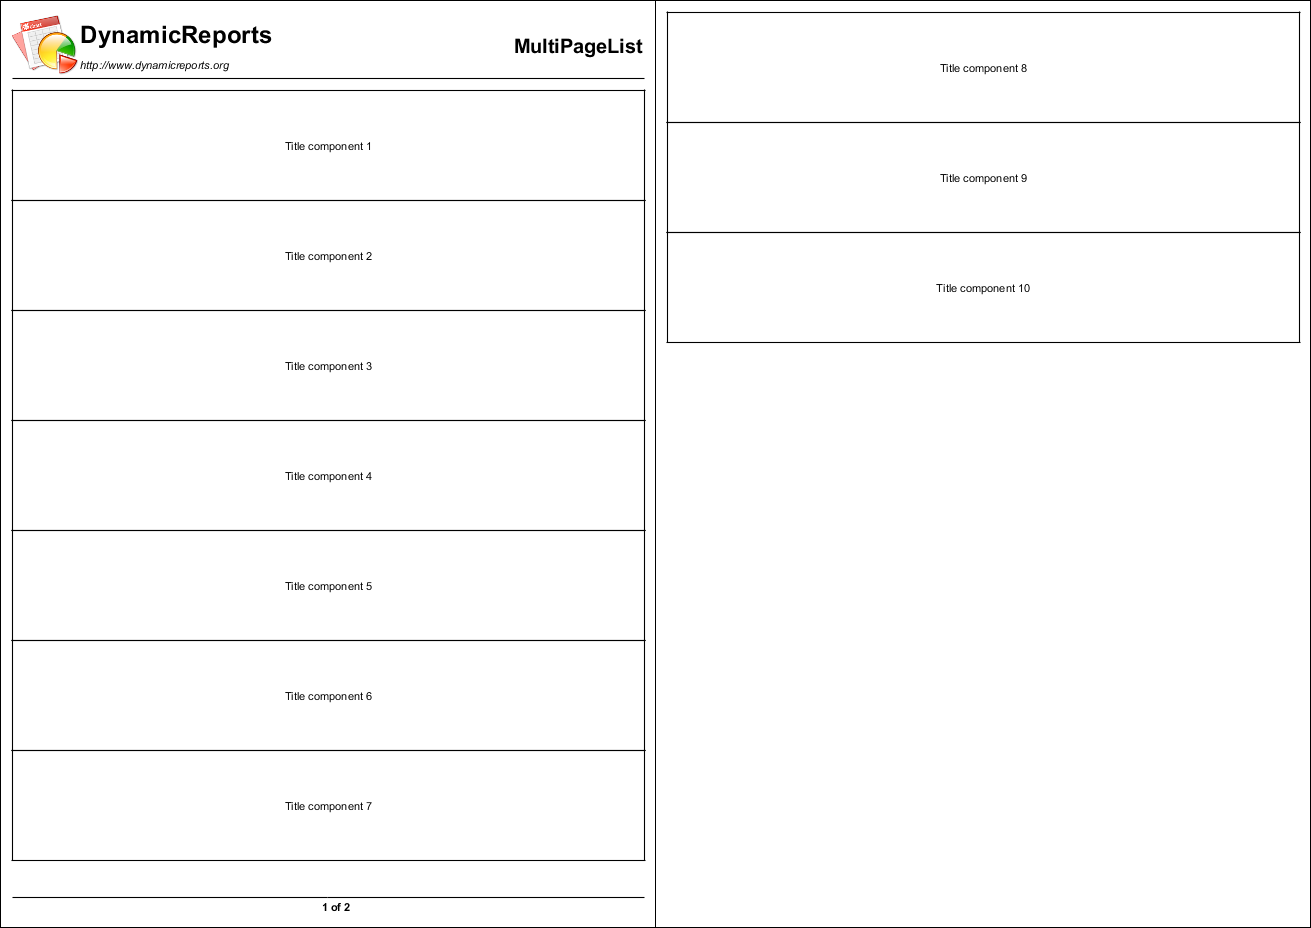 DynamicReports
http://www.dynamicreports.org
MultiPageList
Title component 1
Title component 2
Title component 3
Title component 4
Title component 5
Title component 6
Title component 7
1 of 2
Title component 8
Title component 9
Title component 10